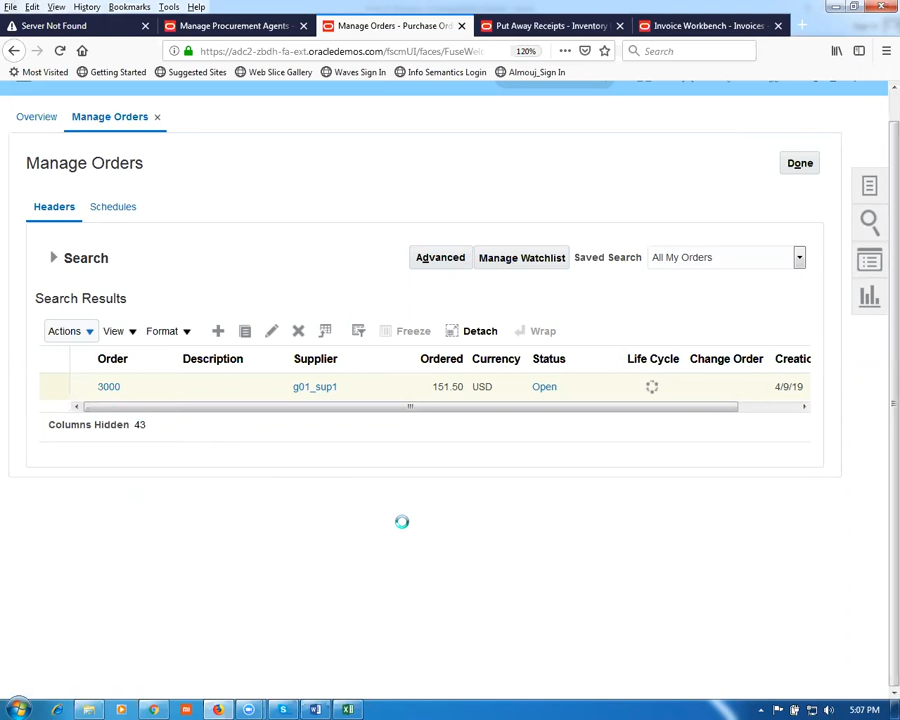 File Edit View History Bookmarks Tools Help
Server Not Found
Manage Procurement Agents -
Manage Orders - Purchase Ord
Put Away Receipts - Inventory
Invoice Workbench - Invoices -
https://adc2-zbdh-fa-ext.oracledemos.com/fscmUI/faces/FuseWel
120%
Search
Most Visited Getting Started Suggested Sites Web Slice Gallery Waves Sign In Info Semantics Login Almouj_Sign In
Overview Manage Orders
Manage Orders
Done
Headers Schedules
Search
Advanced Manage Watchlist Saved Search All My Orders
Search Results
Actions View Format Freeze Detach Wrap
Order Description Supplier Ordered Currency Status Life Cycle Change Order Creatic
3000 g01_sup1 151.50 USD Open 4/9/19
Columns Hidden 43
5:07 PM